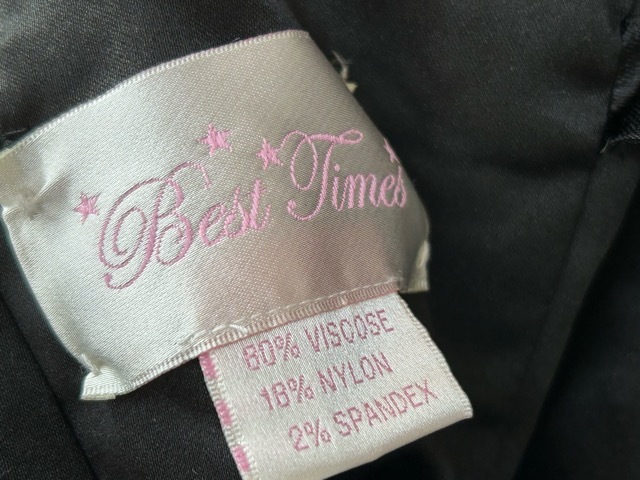 Best Times
80% VISCOSE
18% NYLON
2% SPANDEX